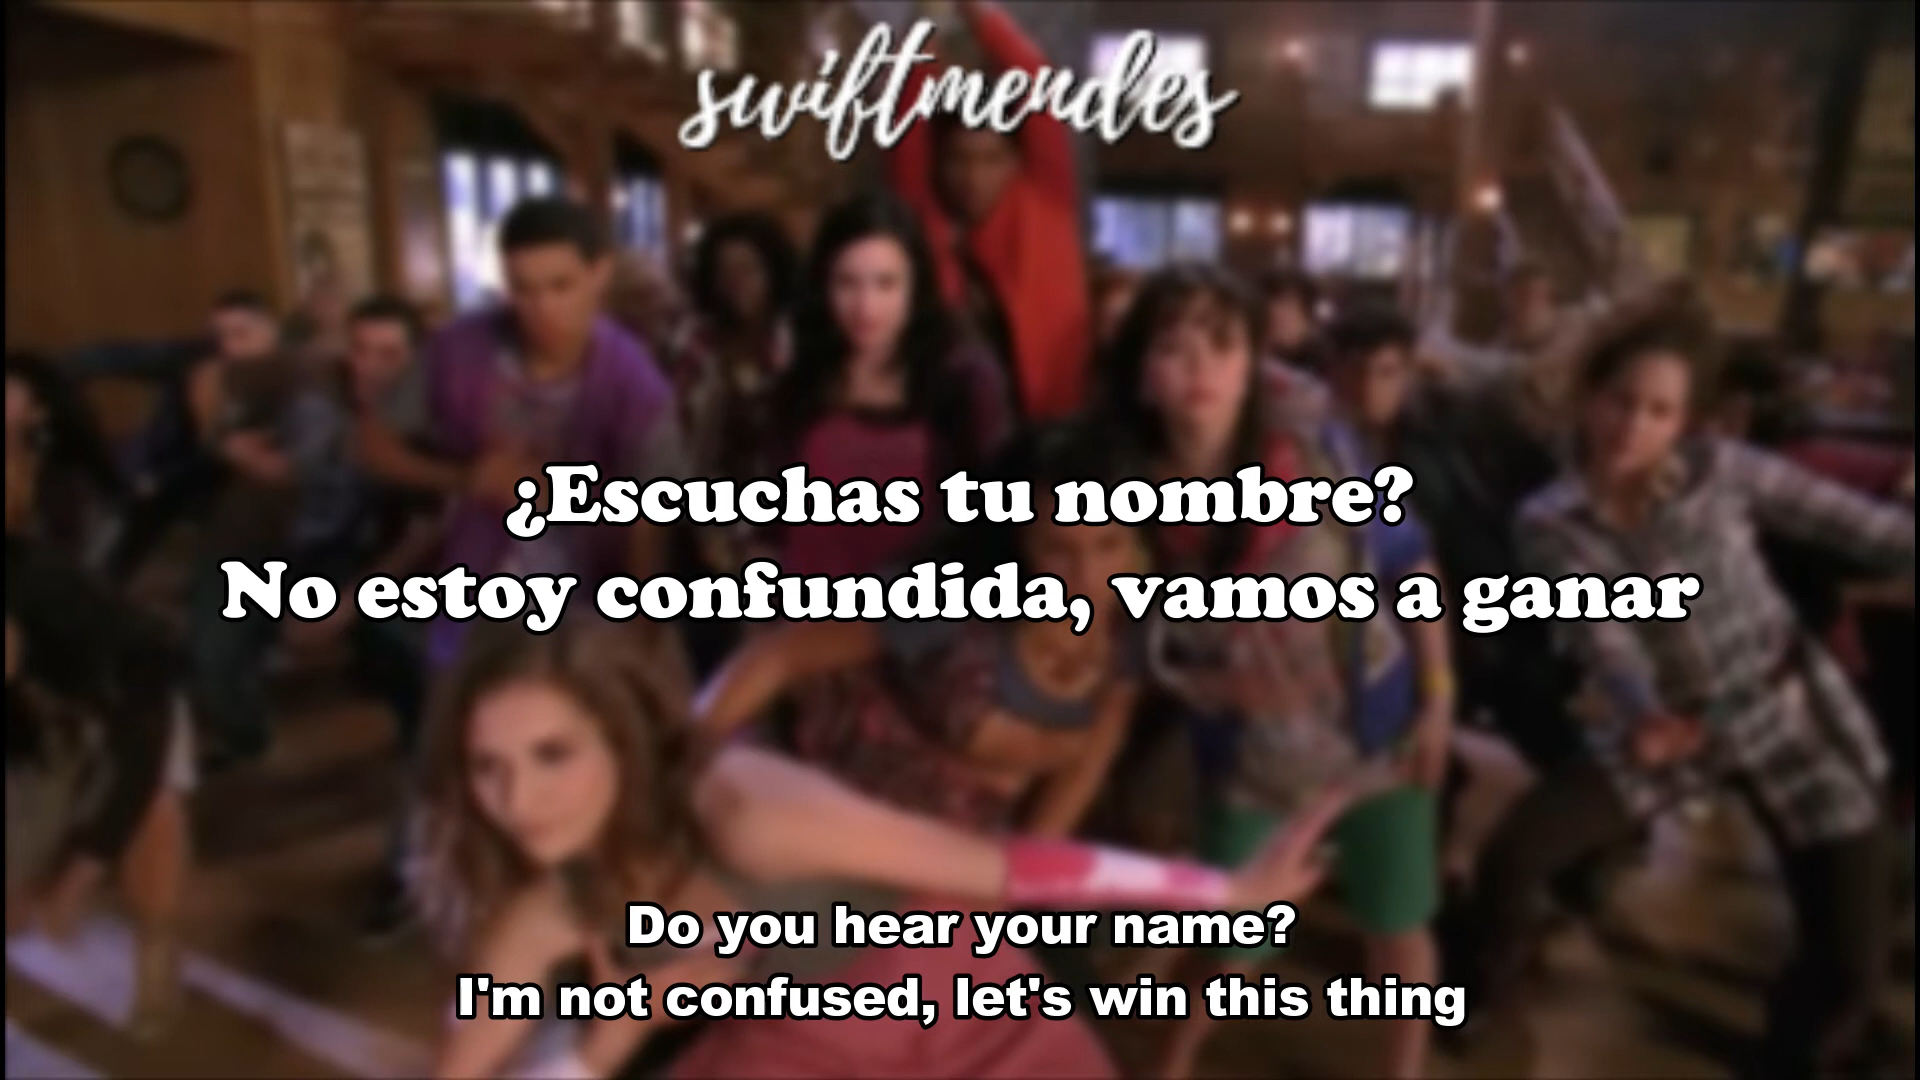 swiftmendes
¿Escuchas tu nombre?
No estoy confundida, vamos a ganar
Do you hear your name?
I'm not confused, let's win this thing